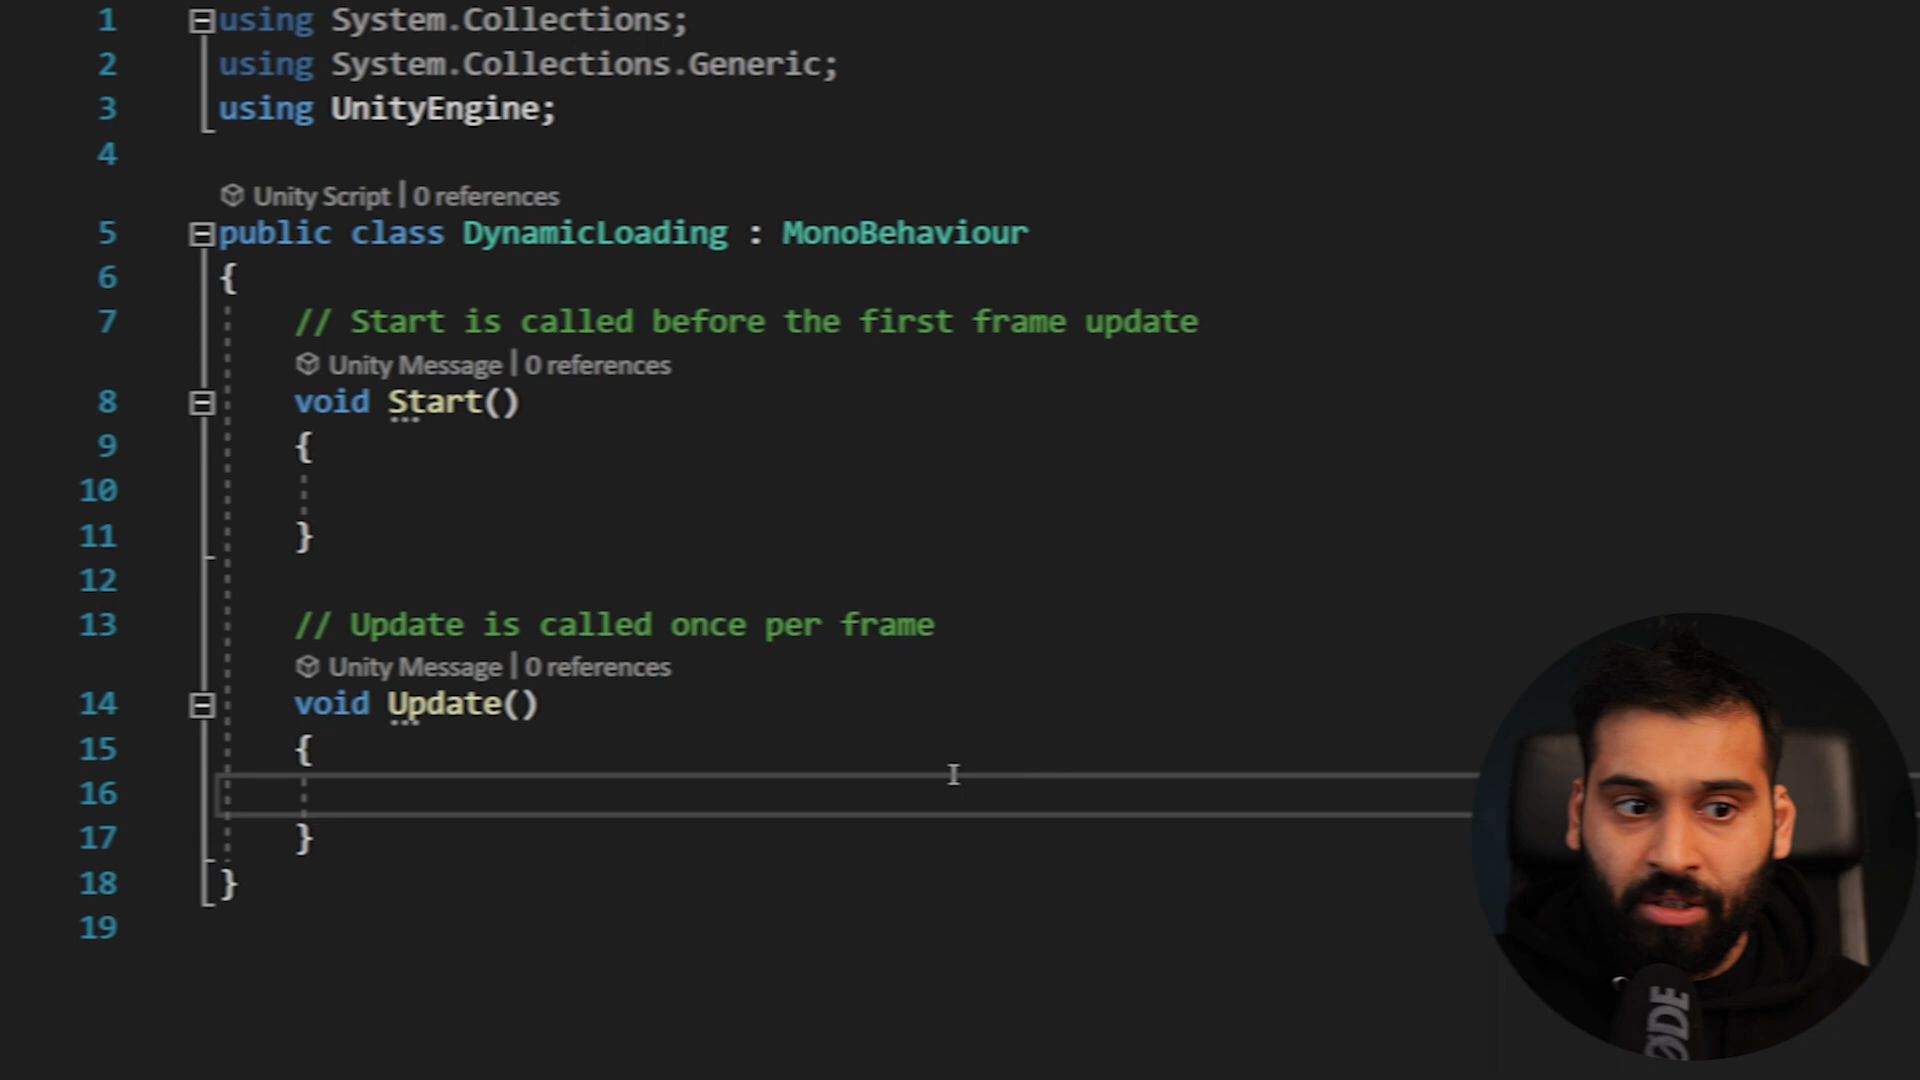 1 using System.Collections;
2 using System.Collections.Generic;
3 using UnityEngine;
4
Unity Script | 0 references
5 public class DynamicLoading : MonoBehaviour
6 {
7 // Start is called before the first frame update
Unity Message | 0 references
8 void Start()
9 {
10
11 }
12
13 // Update is called once per frame
Unity Message | 0 references
14 void Update()
15 {
16
17 }
18 }
19
RØDE